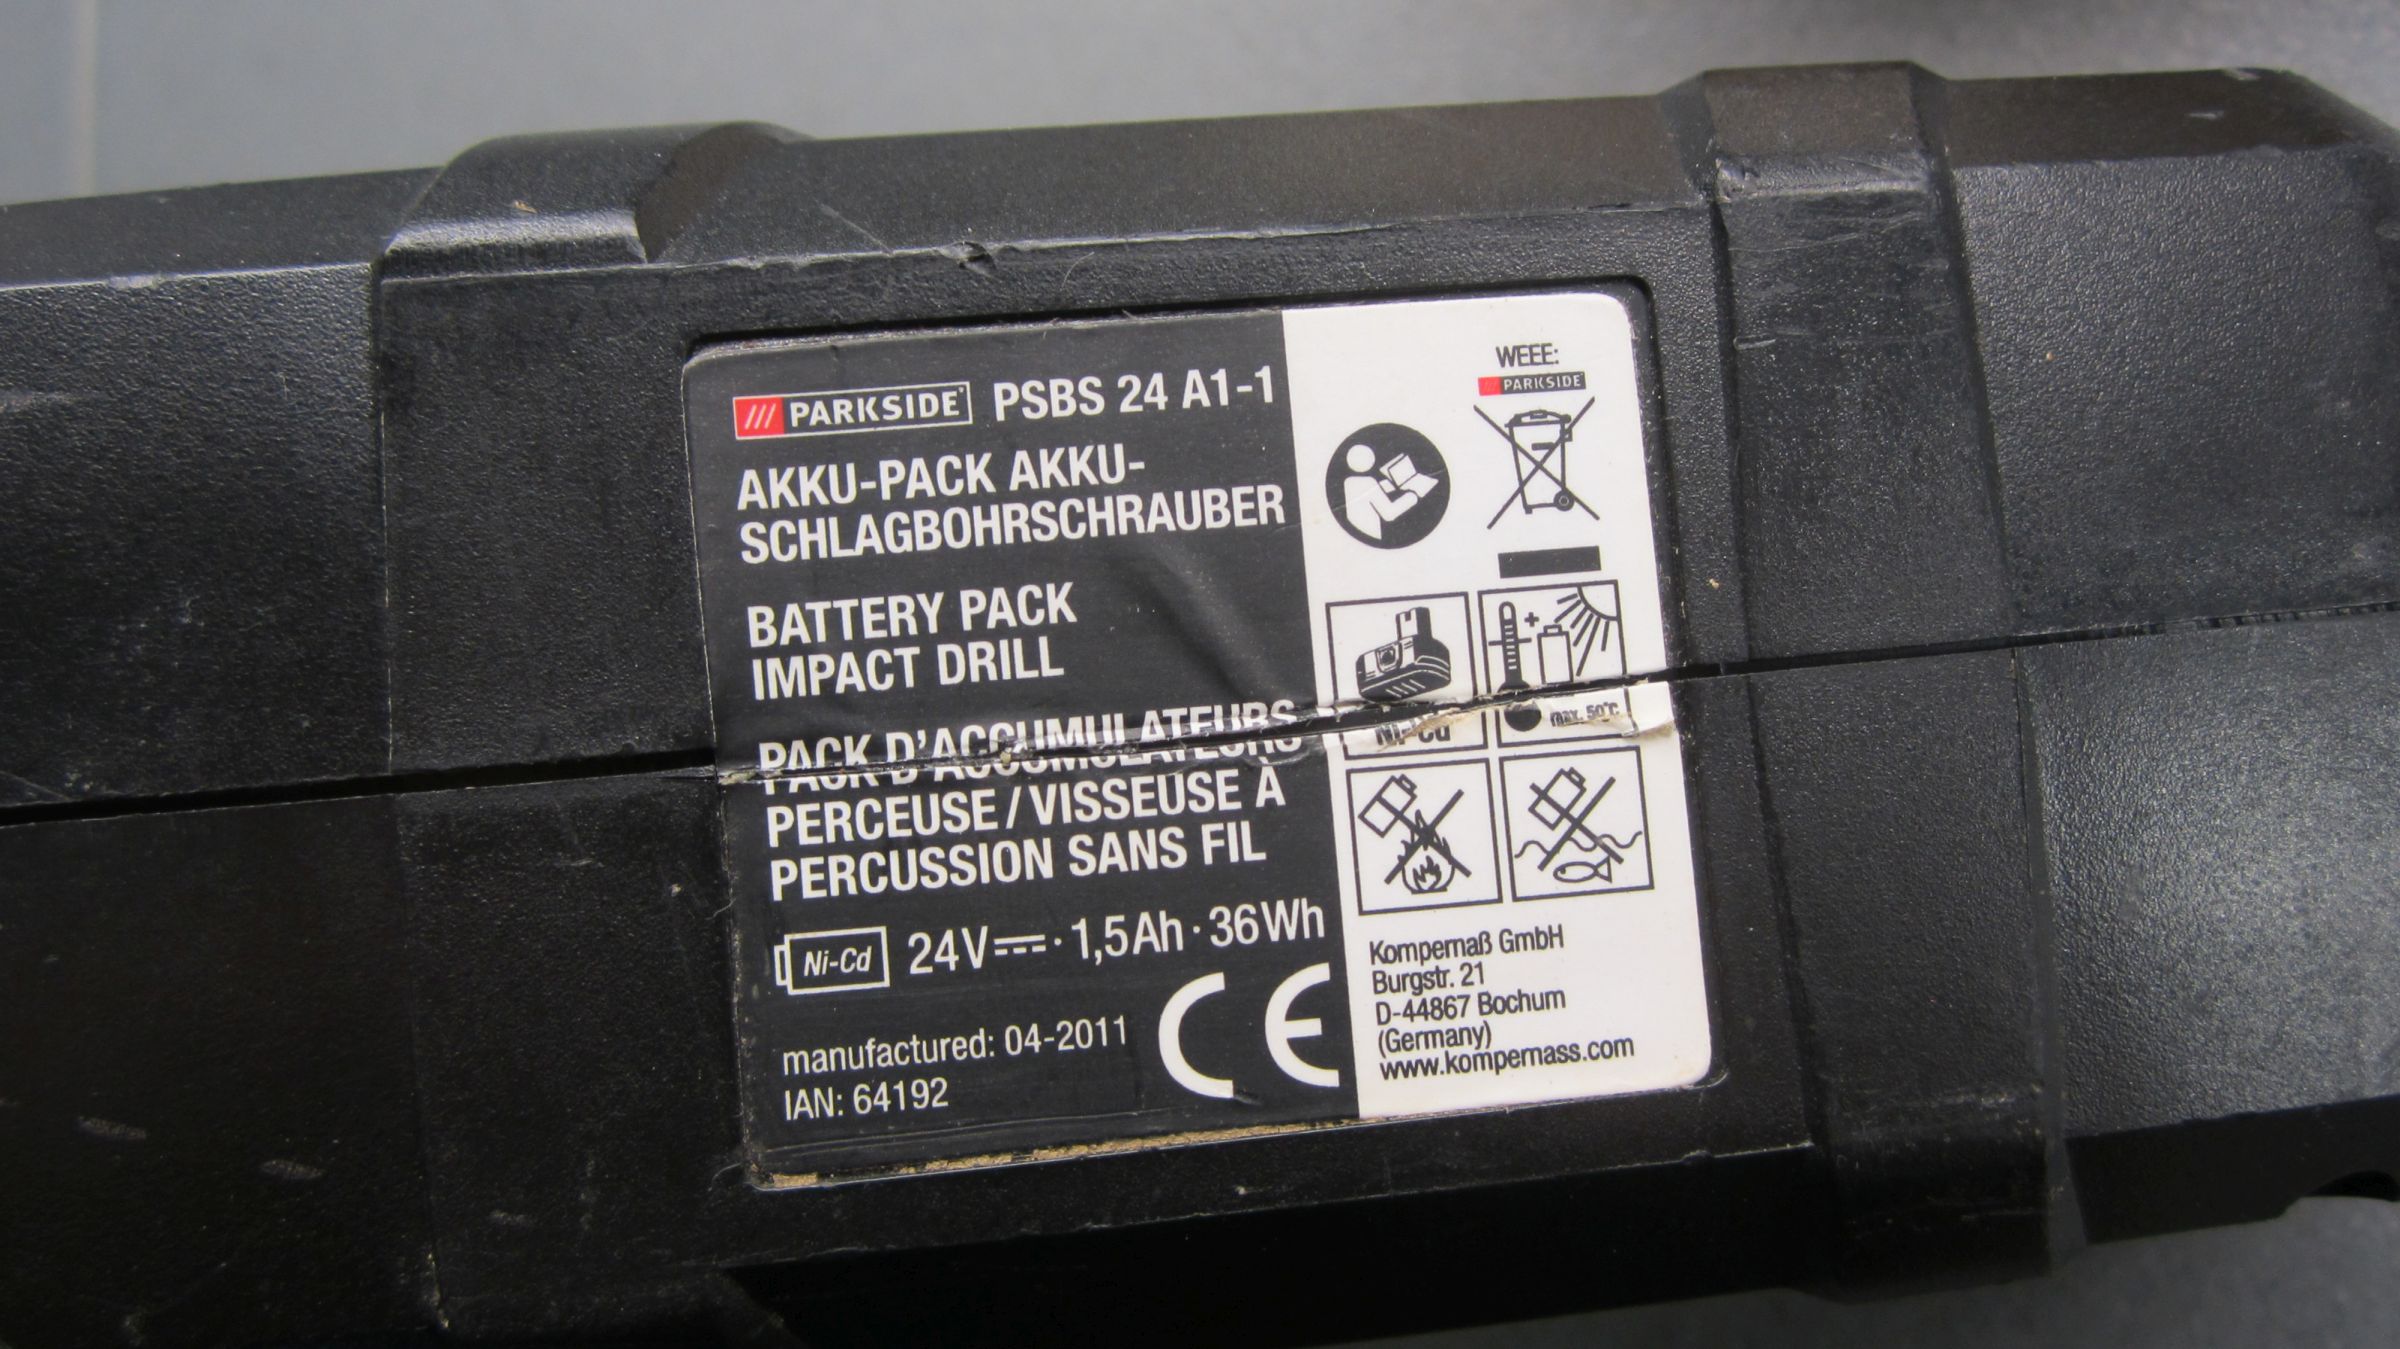 /// PARKSIDE® PSBS 24 A1-1
AKKU-PACK AKKU-
SCHLAGBOHRSCHRAUBER
BATTERY PACK
IMPACT DRILL
PACK D'ACCUMULATEURS
PERCEUSE / VISSEUSE À
PERCUSSION SANS FIL
Ni-Cd 24V⎓ · 1,5Ah · 36Wh
manufactured: 04-2011
IAN: 64192
CE
WEEE:
/// PARKSIDE
+
Ni-Cd
max. 50°C
Kompernaß GmbH
Burgstr. 21
D-44867 Bochum
(Germany)
www.kompernass.com